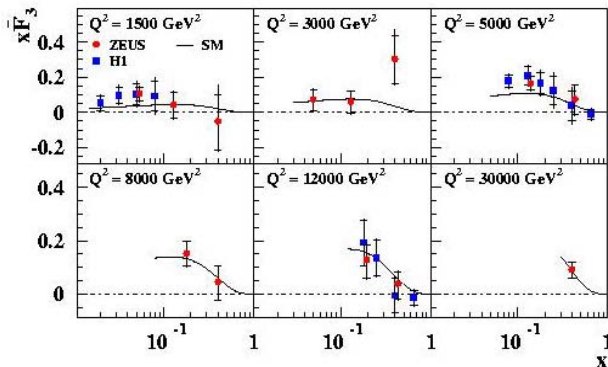 Q² = 1500 GeV²
Q² = 3000 GeV²
Q² = 5000 GeV²
xF̃₃
ZEUS
SM
H1
0.4
0.2
0
-0.2
Q² = 8000 GeV²
Q² = 12000 GeV²
Q² = 30000 GeV²
0.4
0.2
0
10⁻¹
1
10⁻¹
1
10⁻¹
1
x